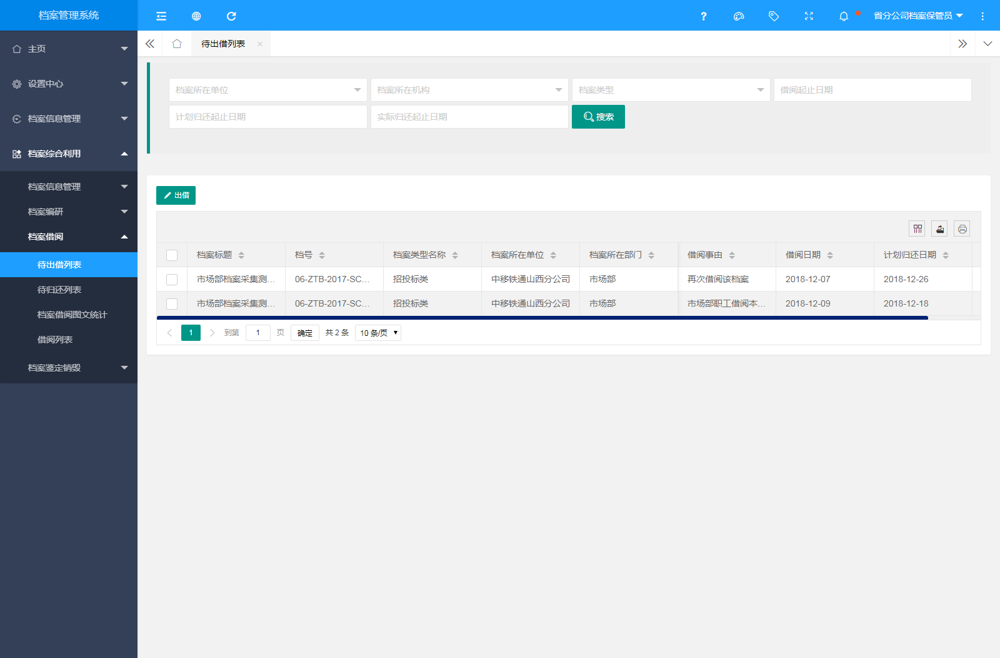 档案管理系统
?
省分公司档案保管员
主页
设置中心
档案信息管理
档案综合利用
档案信息管理
档案编研
档案借阅
待出借列表
待归还列表
档案借阅图文统计
借阅列表
档案鉴定销毁
待出借列表 ×
档案所在单位 档案所在机构 档案类型 借阅起止日期
计划归还起止日期 实际归还起止日期 搜索
出借
档案标题 档号 档案类型名称 档案所在单位 档案所在部门 借阅事由 借阅日期 计划归还日期
市场部档案采集测... 06-ZTB-2017-SC... 招投标类 中移铁通山西分公司 市场部 再次借阅该档案 2018-12-07 2018-12-26
市场部档案采集测... 06-ZTB-2017-SC... 招投标类 中移铁通山西分公司 市场部 市场部职工借阅本... 2018-12-09 2018-12-18
1 到第 1 页 确定 共 2 条 10 条/页